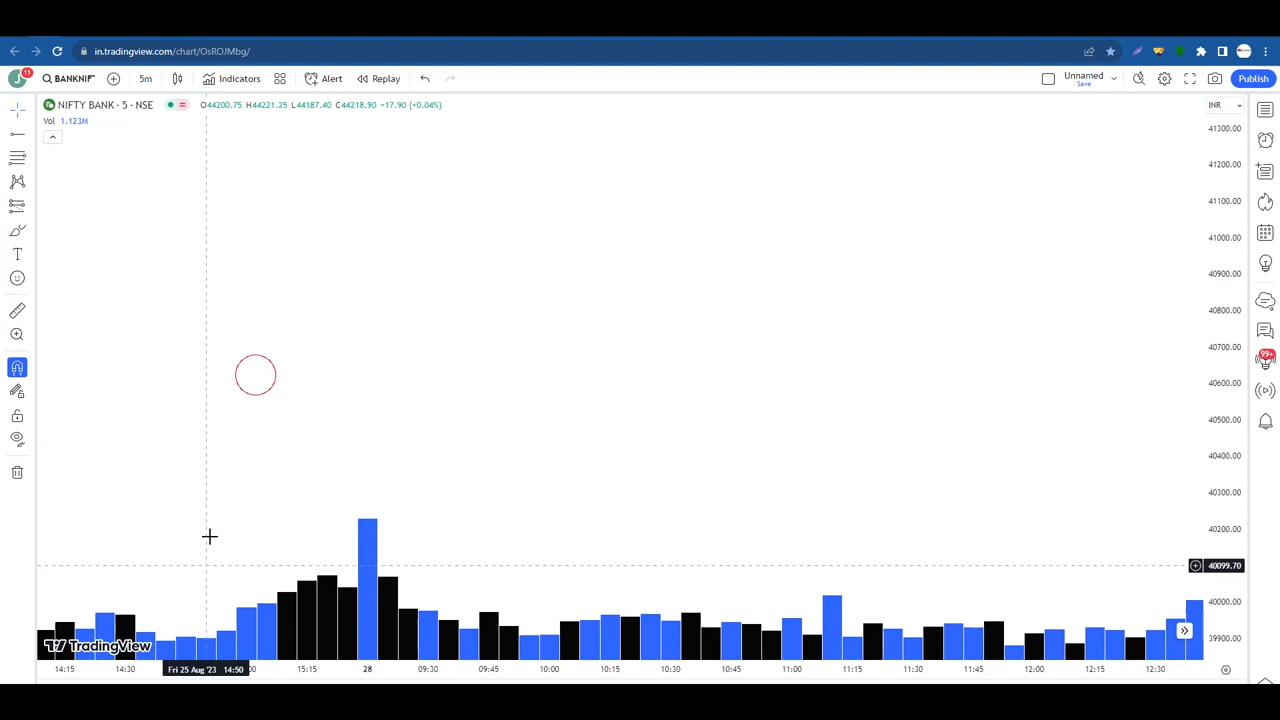 in.tradingview.com/chart/OsROJMbg/
J 11 BANKNIF 5m Indicators Alert Replay Unnamed Save Publish
NIFTY BANK · 5 · NSE O44200.75 H44221.25 L44187.40 C44218.90 +17.90 (+0.04%) INR
Vol 1.123M
41300.00
41200.00
41100.00
41000.00
40900.00
40800.00
40700.00
40600.00
40500.00
40400.00
40300.00
40200.00
40099.70
40000.00
39900.00
99+
TradingView
14:15 14:30 Fri 25 Aug '23 14:50 :00 15:15 28 09:30 09:45 10:00 10:15 10:30 10:45 11:00 11:15 11:30 11:45 12:00 12:15 12:30